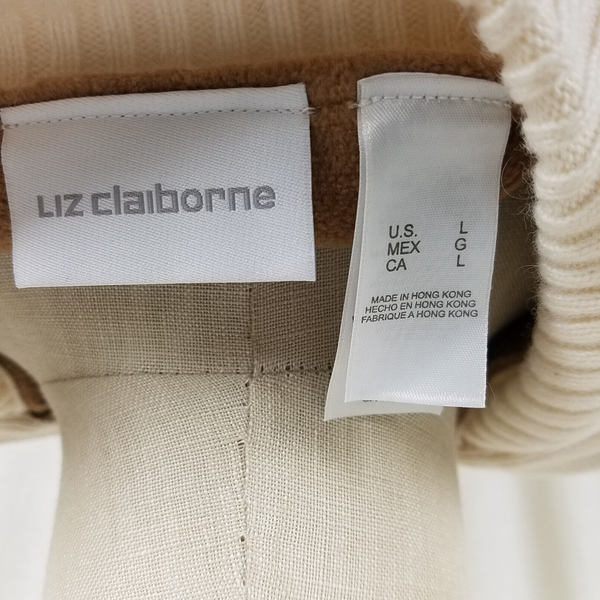 LIZ claiborne
U.S. L
MEX G
CA L
MADE IN HONG KONG
HECHO EN HONG KONG
FABRIQUE A HONG KONG